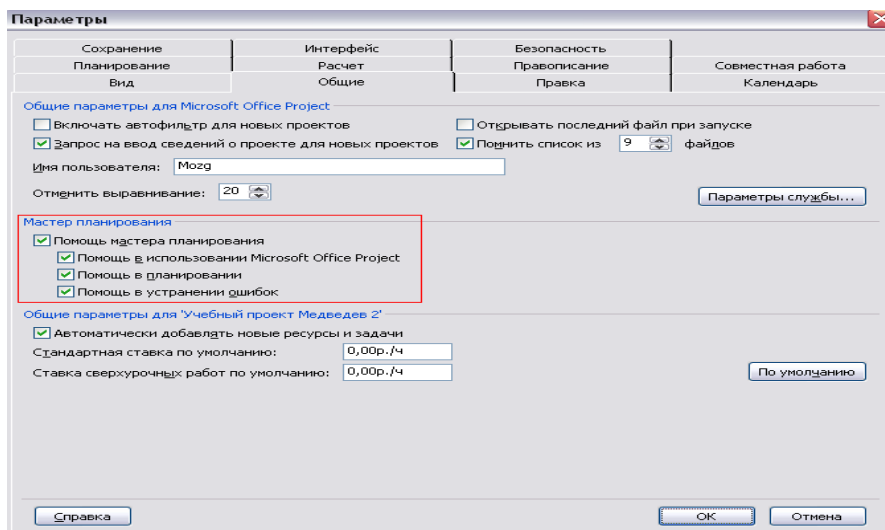 Параметры
Сохранение Интерфейс Безопасность
Планирование Расчет Правописание Совместная работа
Вид Общие Правка Календарь
Общие параметры для Microsoft Office Project
Включать автофильтр для новых проектов Открывать последний файл при запуске
Запрос на ввод сведений о проекте для новых проектов Помнить список из 9 файлов
Имя пользователя: Mozg
Отменить выравнивание: 20
Параметры службы...
Мастер планирования
Помощь мастера планирования
Помощь в использовании Microsoft Office Project
Помощь в планировании
Помощь в устранении ошибок
Общие параметры для 'Учебный проект Медведев 2'
Автоматически добавлять новые ресурсы и задачи
Стандартная ставка по умолчанию: 0,00р./ч
Ставка сверхурочных работ по умолчанию: 0,00р./ч По умолчанию
Справка ОК Отмена